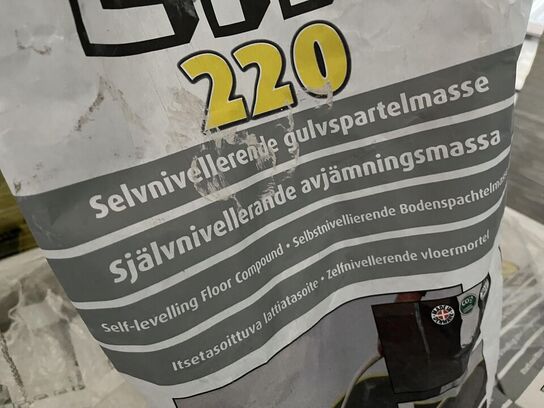 220
Selvnivellerende gulvspartelmasse
Självnivellerande avjämningsmassa
Self-levelling Floor Compound • Selbstnivellierende Bodenspachtelmasse
Itsetasoittuva lattiatasoite • Zelfnivellerende vloermortel